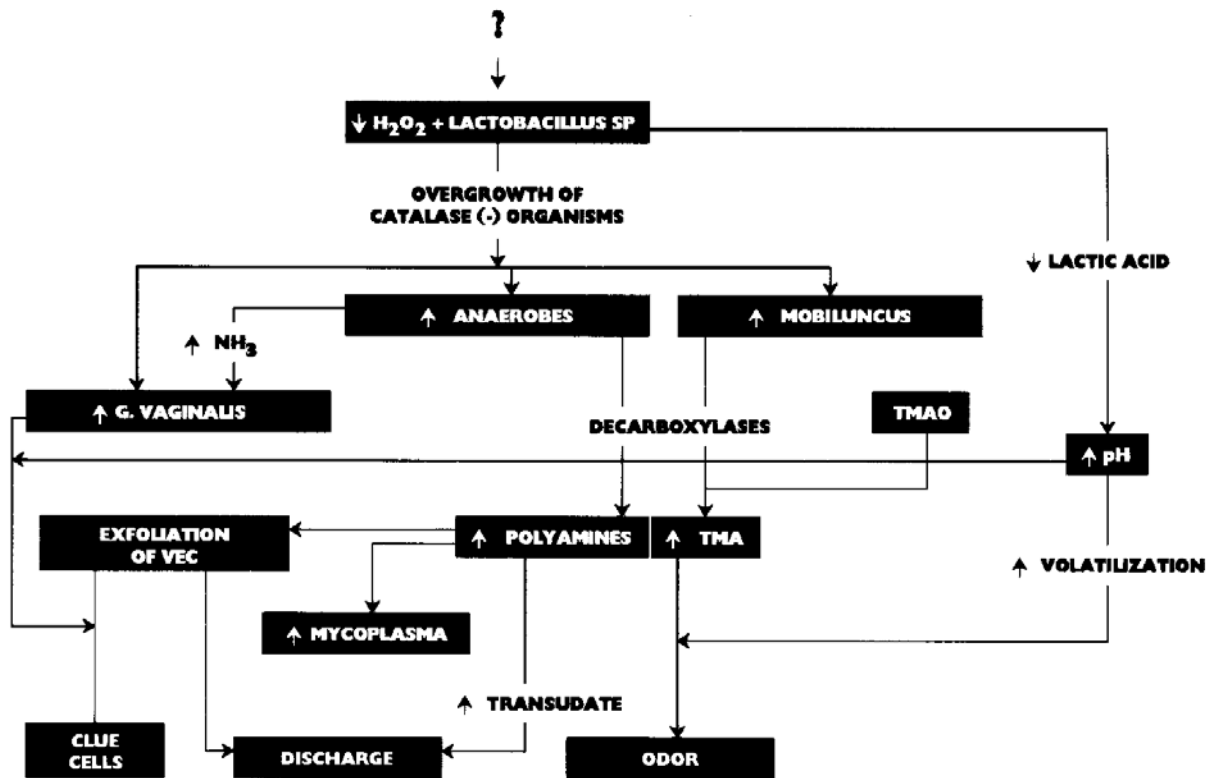 ?
↓ H₂O₂ + LACTOBACILLUS SP
OVERGROWTH OF
CATALASE (-) ORGANISMS
↓ LACTIC ACID
↑ ANAEROBES
↑ MOBILUNCUS
↑ NH₃
↑ G. VAGINALIS
DECARBOXYLASES
TMAO
↑ pH
EXFOLIATION
OF VEC
↑ POLYAMINES
↑ TMA
↑ VOLATILIZATION
↑ MYCOPLASMA
↑ TRANSUDATE
CLUE
CELLS
DISCHARGE
ODOR